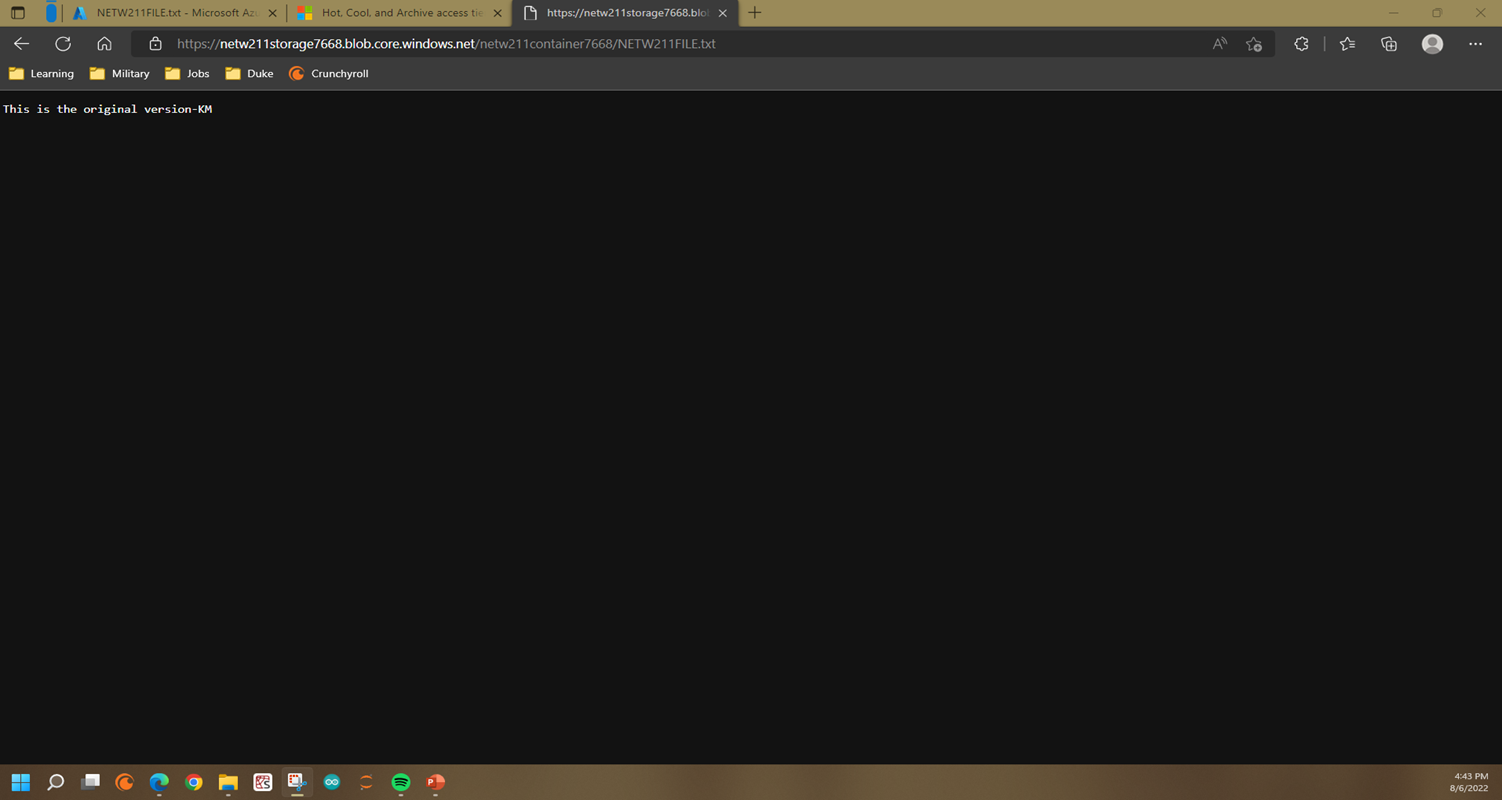 NETW211FILE.txt - Microsoft Az
Hot, Cool, and Archive access tie
https://netw211storage7668.blo
https://netw211storage7668.blob.core.windows.net/netw211container7668/NETW211FILE.txt
Learning
Military
Jobs
Duke
Crunchyroll
This is the original version-KM
4:43 PM
8/6/2022